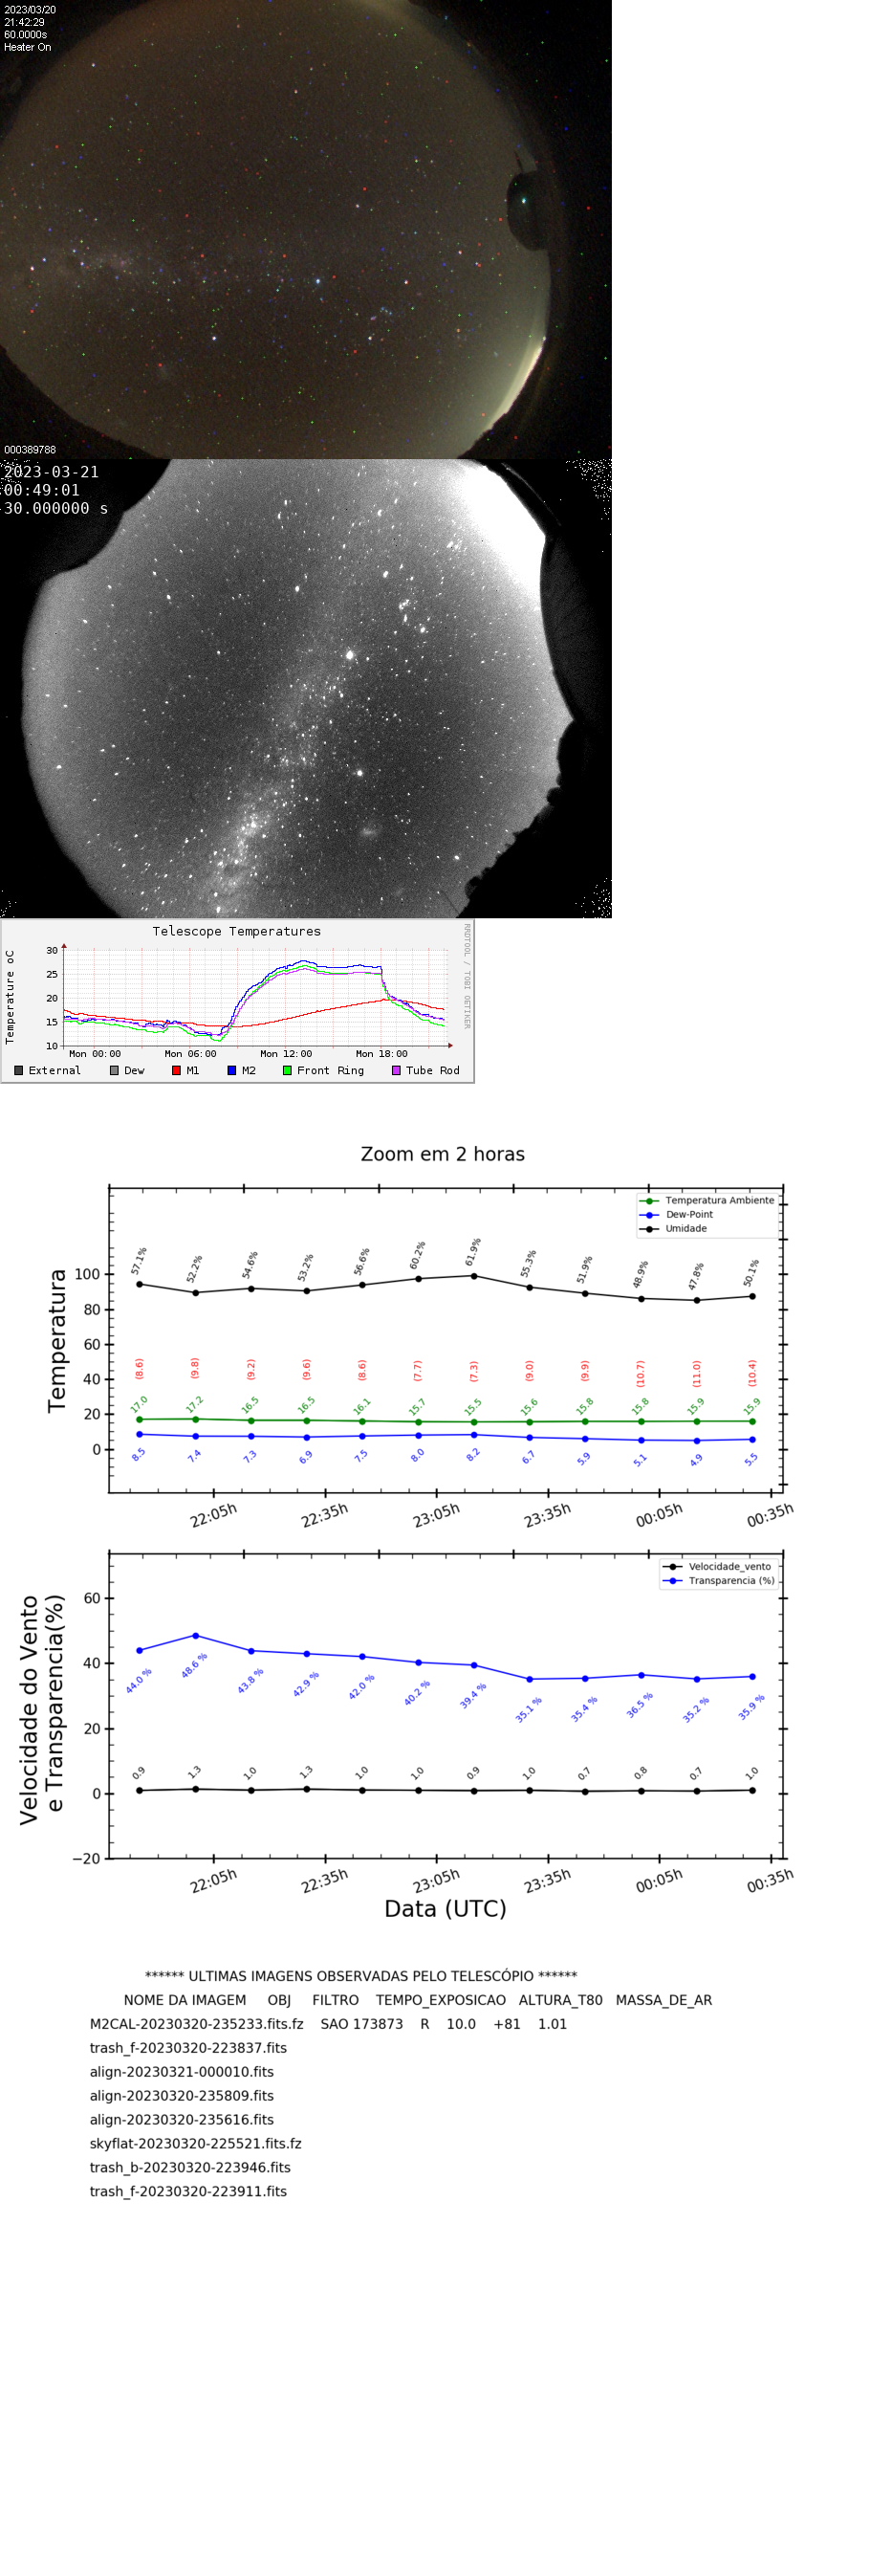 2023/03/20
21:42:29
60.0000s
Heater On
000389788
2023-03-21
00:49:01
30.000000 s
Telescope Temperatures
RRDTOOL / TOBI OETIKER
Temperature oC
30
25
20
15
10
Mon 00:00 Mon 06:00 Mon 12:00 Mon 18:00
External Dew M1 M2 Front Ring Tube Rod
Zoom em 2 horas
Temperatura Ambiente
Dew-Point
Umidade
Temperatura
100
80
60
40
20
0
57.1% 52.2% 54.6% 53.2% 56.6% 60.2% 61.9% 55.3% 51.9% 48.9% 47.8% 50.1%
(8.6) (9.8) (9.2) (9.6) (8.6) (7.7) (7.3) (9.0) (9.9) (10.7) (11.0) (10.4)
17.0 17.2 16.5 16.5 16.1 15.7 15.5 15.6 15.8 15.8 15.9 15.9
8.5 7.4 7.3 6.9 7.5 8.0 8.2 6.7 5.9 5.1 4.9 5.5
22:05h 22:35h 23:05h 23:35h 00:05h 00:35h
Velocidade_vento
Transparencia (%)
Velocidade do Vento
e Transparencia(%)
60
40
20
0
−20
44.0 % 48.6 % 43.8 % 42.9 % 42.0 % 40.2 % 39.4 % 35.1 % 35.4 % 36.5 % 35.2 % 35.9 %
0.9 1.3 1.0 1.3 1.0 1.0 0.9 1.0 0.7 0.8 0.7 1.0
22:05h 22:35h 23:05h 23:35h 00:05h 00:35h
Data (UTC)
****** ULTIMAS IMAGENS OBSERVADAS PELO TELESCÓPIO ******
NOME DA IMAGEM OBJ FILTRO TEMPO_EXPOSICAO ALTURA_T80 MASSA_DE_AR
M2CAL-20230320-235233.fits.fz SAO 173873 R 10.0 +81 1.01
trash_f-20230320-223837.fits
align-20230321-000010.fits
align-20230320-235809.fits
align-20230320-235616.fits
skyflat-20230320-225521.fits.fz
trash_b-20230320-223946.fits
trash_f-20230320-223911.fits